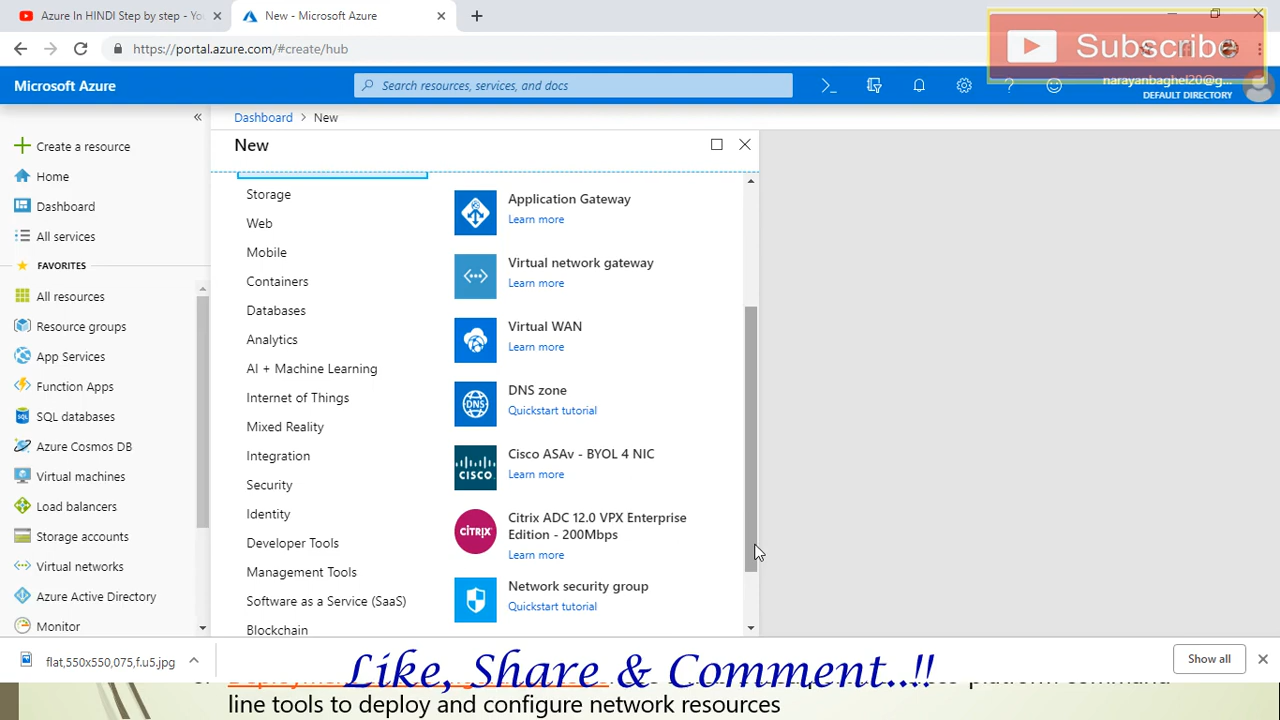 Azure In HINDI Step by step - Yo
New - Microsoft Azure
https://portal.azure.com/#create/hub
Subscribe
Microsoft Azure
Search resources, services, and docs
narayanbaghel20@g...
DEFAULT DIRECTORY
Dashboard > New
New
Create a resource
Home
Dashboard
All services
FAVORITES
All resources
Resource groups
App Services
Function Apps
SQL databases
Azure Cosmos DB
Virtual machines
Load balancers
Storage accounts
Virtual networks
Azure Active Directory
Monitor
Storage
Web
Mobile
Containers
Databases
Analytics
AI + Machine Learning
Internet of Things
Mixed Reality
Integration
Security
Identity
Developer Tools
Management Tools
Software as a Service (SaaS)
Blockchain
Application Gateway
Learn more
Virtual network gateway
Learn more
Virtual WAN
Learn more
DNS
DNS zone
Quickstart tutorial
CISCO
Cisco ASAv - BYOL 4 NIC
Learn more
CİTRIX
Citrix ADC 12.0 VPX Enterprise
Edition - 200Mbps
Learn more
Network security group
Quickstart tutorial
flat,550x550,075,f.u5.jpg
Show all
Like, Share & Comment..!!
line tools to deploy and configure network resources